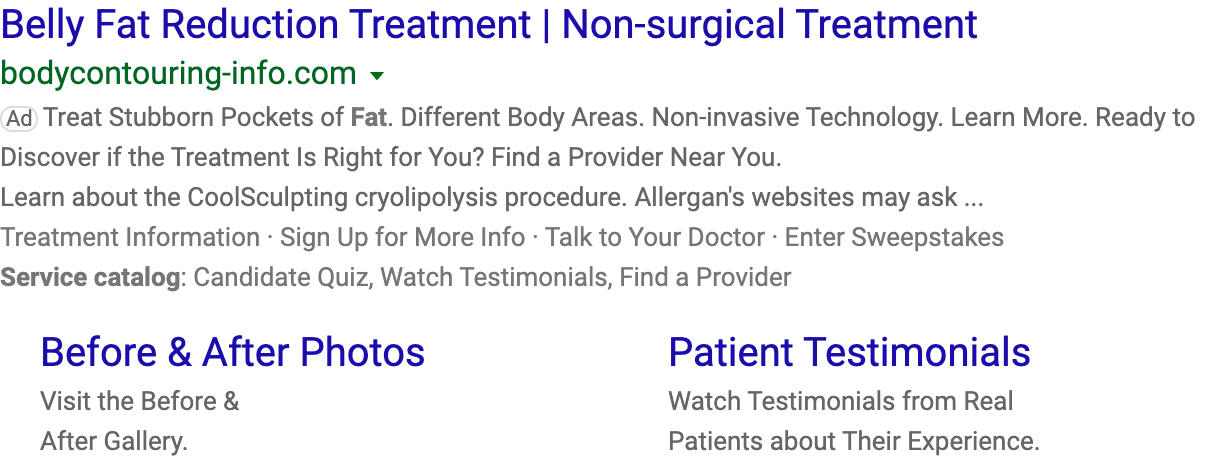 Belly Fat Reduction Treatment | Non-surgical Treatment
bodycontouring-info.com
Ad Treat Stubborn Pockets of Fat. Different Body Areas. Non-invasive Technology. Learn More. Ready to
Discover if the Treatment Is Right for You? Find a Provider Near You.
Learn about the CoolSculpting cryolipolysis procedure. Allergan's websites may ask ...
Treatment Information · Sign Up for More Info · Talk to Your Doctor · Enter Sweepstakes
Service catalog: Candidate Quiz, Watch Testimonials, Find a Provider
Before & After Photos
Visit the Before &
After Gallery.
Patient Testimonials
Watch Testimonials from Real
Patients about Their Experience.